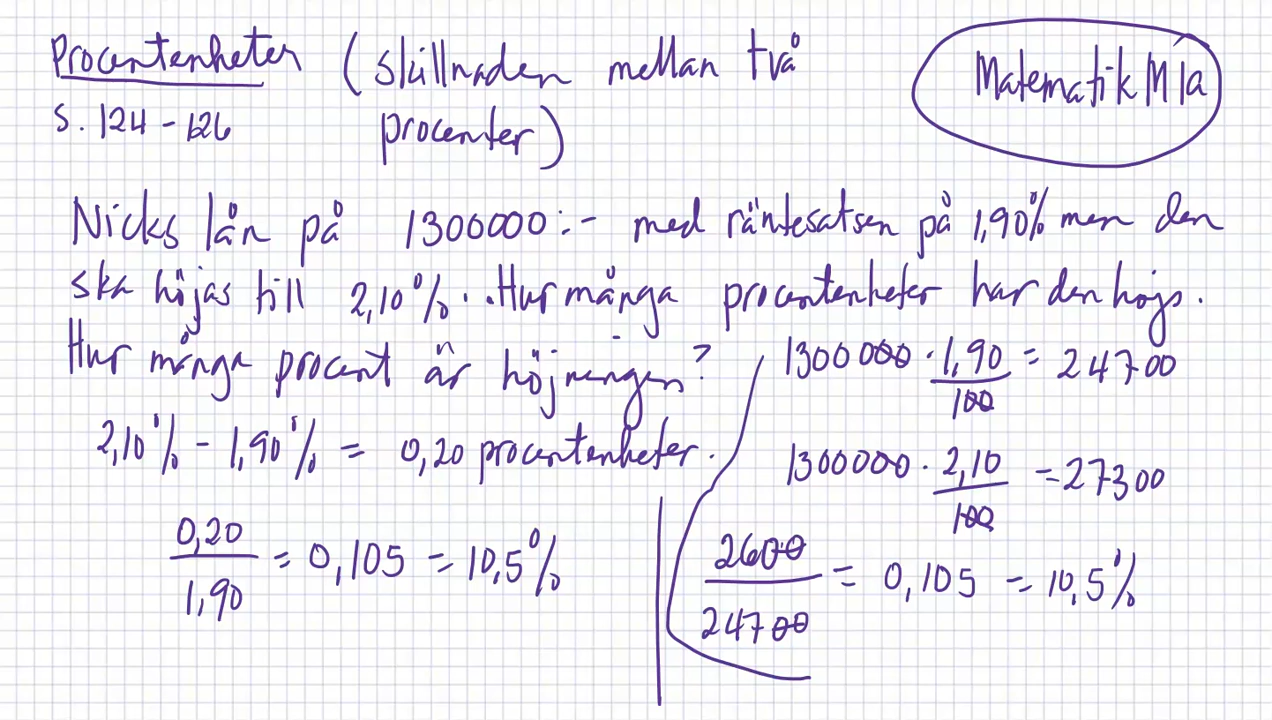 Procentenheter (skillnaden mellan två
s. 124 - 126 procenter)
Matematik M1a
Nicks lån på 1300000:- med räntesatsen på 1,90% men den
ska höjas till 2,10%. Hur många procentenheter har den höjs.
Hur många procent är höjningen?
2,10% - 1,90% = 0,20 procentenheter.
0,20/1,90 = 0,105 = 10,5%
1300000 · 1,90/100 = 24700
1300000 · 2,10/100 = 27300
2600/24700 = 0,105 = 10,5%